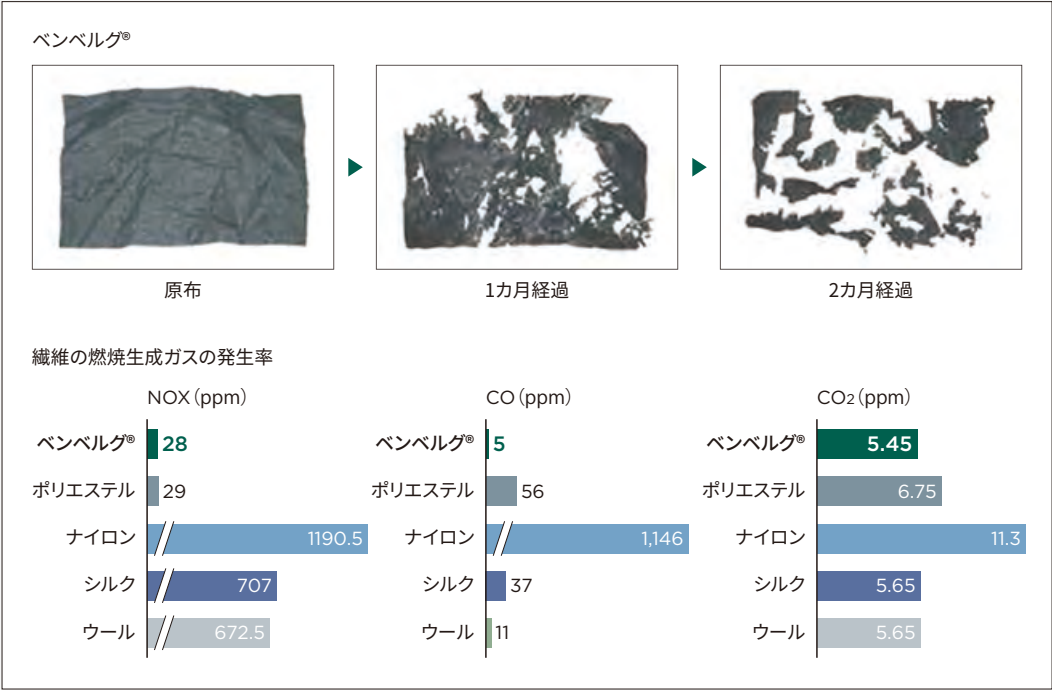 ベンベルグ®
原布
1カ月経過
2カ月経過
繊維の燃焼生成ガスの発生率
NOX（ppm）
ベンベルグ® 28
ポリエステル 29
ナイロン 1190.5
シルク 707
ウール 672.5
CO（ppm）
ベンベルグ® 5
ポリエステル 56
ナイロン 1,146
シルク 37
ウール 11
CO2（ppm）
ベンベルグ® 5.45
ポリエステル 6.75
ナイロン 11.3
シルク 5.65
ウール 5.65